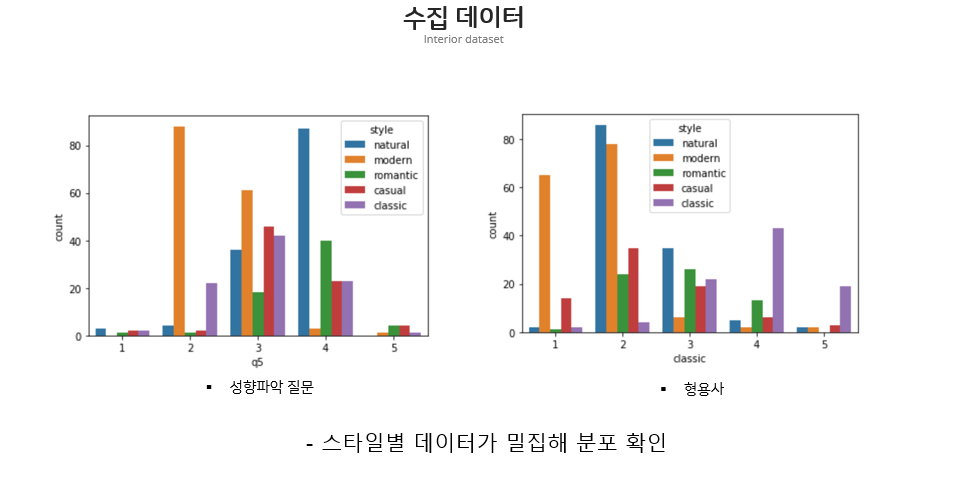 수집 데이터
Interior dataset
style
natural
modern
romantic
casual
classic
80
60
40
20
0
count
1 2 3 4 5
q5
▪ 성향파악 질문
style
natural
modern
romantic
casual
classic
80
60
40
20
0
count
1 2 3 4 5
classic
▪ 형용사
- 스타일별 데이터가 밀집해 분포 확인